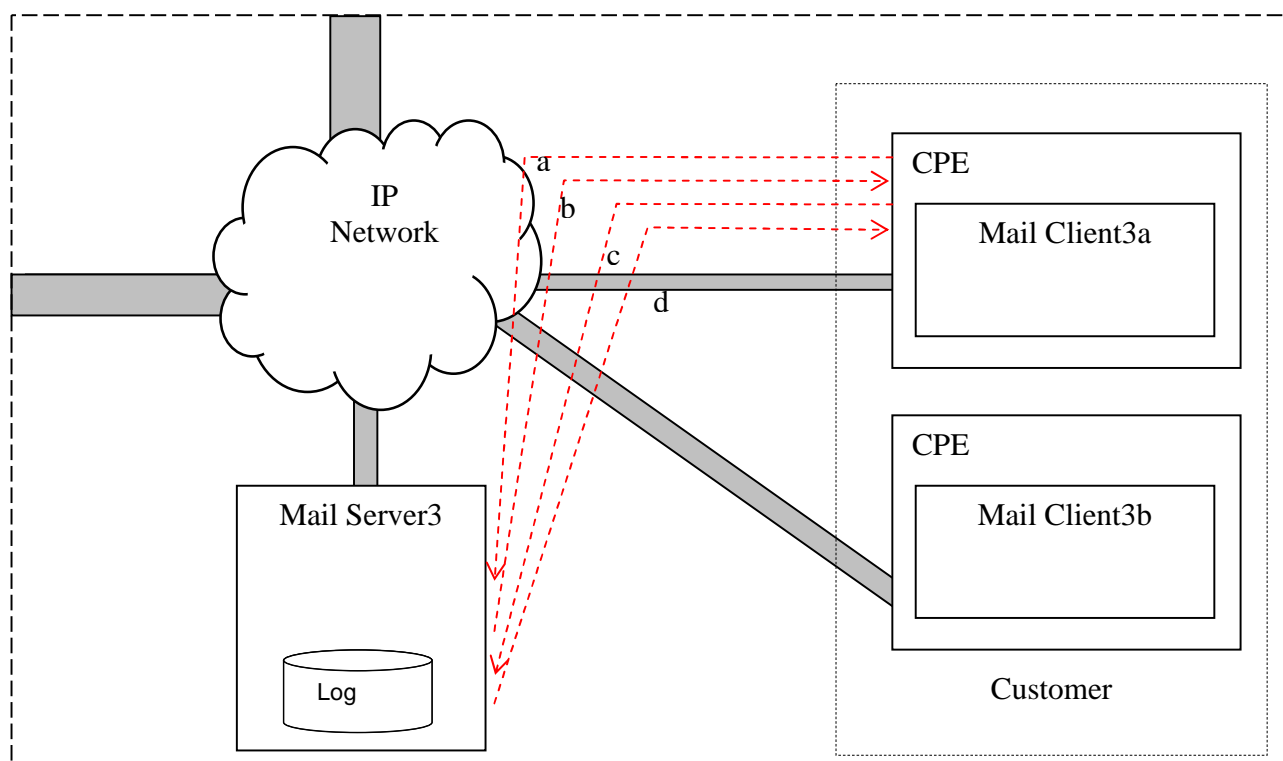 a
CPE
IP
Network
b
Mail Client3a
c
d
CPE
Mail Server3
Mail Client3b
Log
Customer